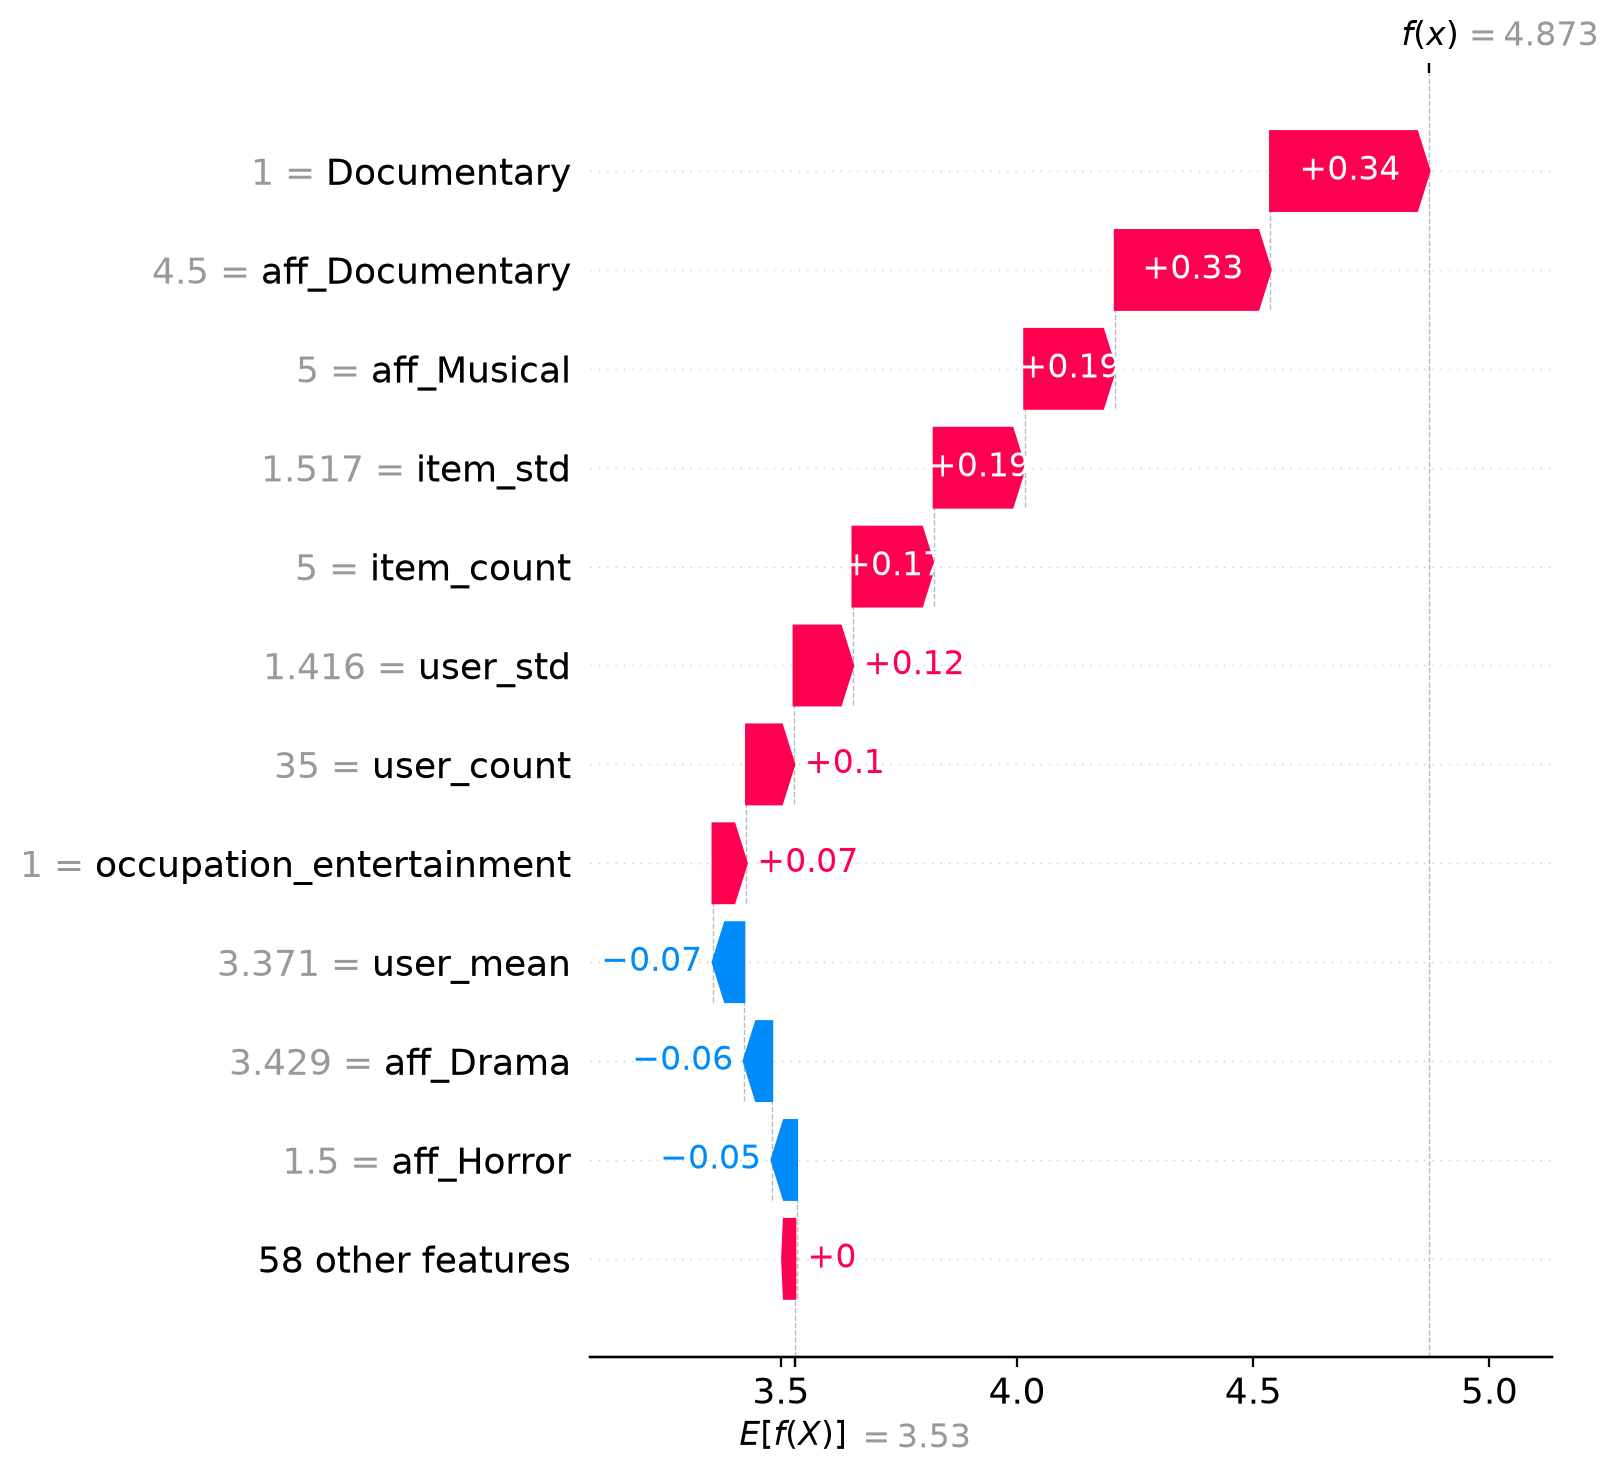 f(x) = 4.873
1 = Documentary +0.34
4.5 = aff_Documentary +0.33
5 = aff_Musical +0.19
1.517 = item_std +0.19
5 = item_count +0.17
1.416 = user_std +0.12
35 = user_count +0.1
1 = occupation_entertainment +0.07
3.371 = user_mean −0.07
3.429 = aff_Drama −0.06
1.5 = aff_Horror −0.05
58 other features +0
3.5 4.0 4.5 5.0
E[f(X)] = 3.53